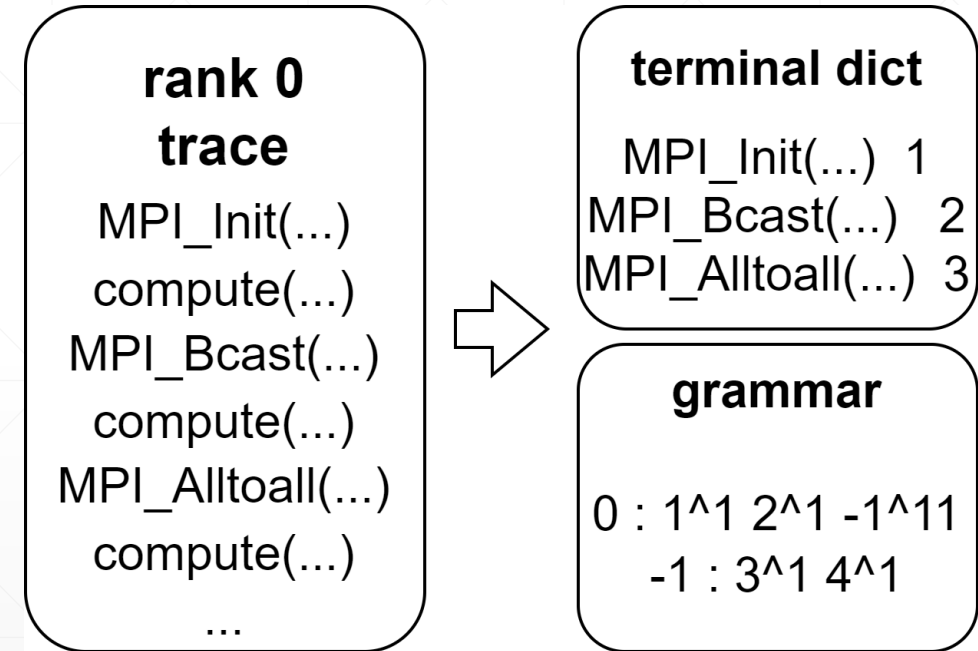 rank 0
trace
MPI_Init(...)
compute(...)
MPI_Bcast(...)
compute(...)
MPI_Alltoall(...)
compute(...)
...
terminal dict
MPI_Init(...) 1
MPI_Bcast(...) 2
MPI_Alltoall(...) 3
grammar
0 : 1^1 2^1 -1^11
-1 : 3^1 4^1